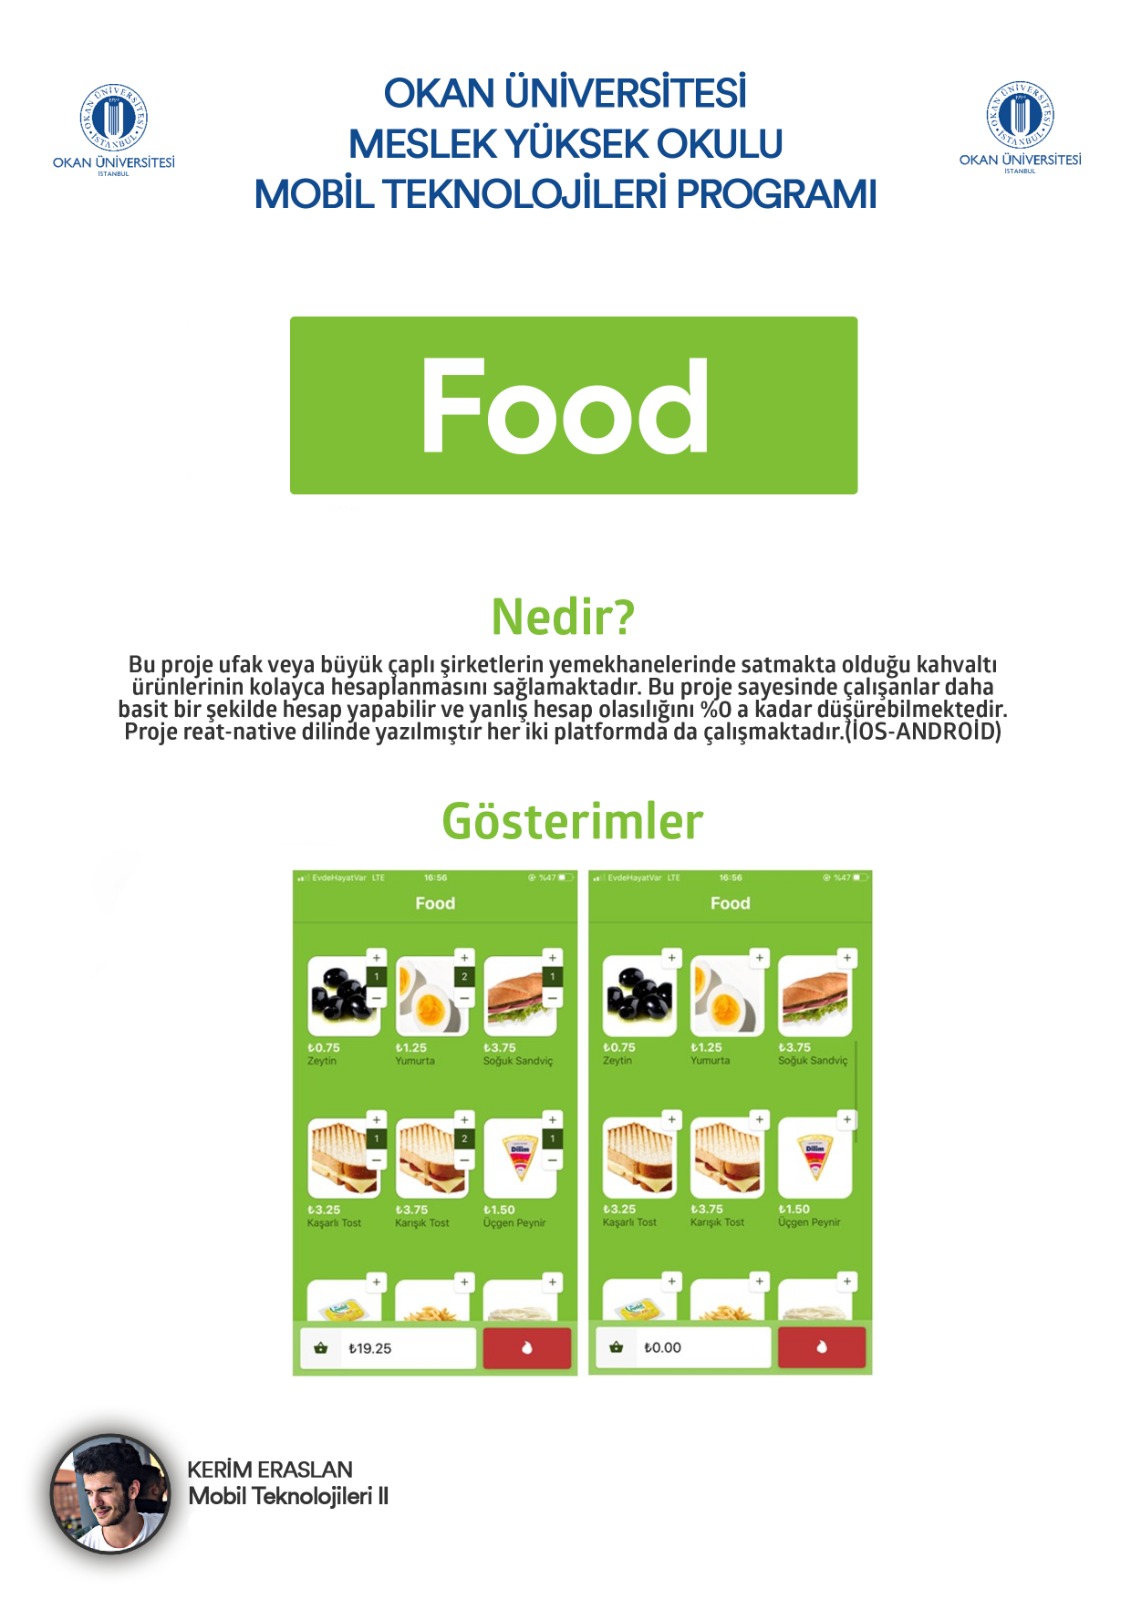 OKAN ÜNİVERSİTESİ
MESLEK YÜKSEK OKULU
MOBİL TEKNOLOJİLERİ PROGRAMI
OKAN ÜNİVERSİTESİ İSTANBUL
OKAN ÜNİVERSİTESİ
İSTANBUL
OKAN ÜNİVERSİTESİ İSTANBUL
OKAN ÜNİVERSİTESİ
İSTANBUL
Food
Nedir?
Bu proje ufak veya büyük çaplı şirketlerin yemekhanelerinde satmakta olduğu kahvaltı
ürünlerinin kolayca hesaplanmasını sağlamaktadır. Bu proje sayesinde çalışanlar daha
basit bir şekilde hesap yapabilir ve yanlış hesap olasılığını %0 a kadar düşürebilmektedir.
Proje reat-native dilinde yazılmıştır her iki platformda da çalışmaktadır.(İOS-ANDROİD)
Gösterimler
EvdeHayatVar LTE 16:56 %47
Food
+ + +
1 2 1
− − −
₺0.75 ₺1.25 ₺3.75
Zeytin Yumurta Soğuk Sandviç
+ + +
1 2 1
− − −
Dilim
₺3.25 ₺3.75 ₺1.50
Kaşarlı Tost Karışık Tost Üçgen Peynir
+ + +
₺19.25
EvdeHayatVar LTE 16:56 %47
Food
+ + +
₺0.75 ₺1.25 ₺3.75
Zeytin Yumurta Soğuk Sandviç
+ + +
Dilim
₺3.25 ₺3.75 ₺1.50
Kaşarlı Tost Karışık Tost Üçgen Peynir
+ + +
₺0.00
KERİM ERASLAN
Mobil Teknolojileri II